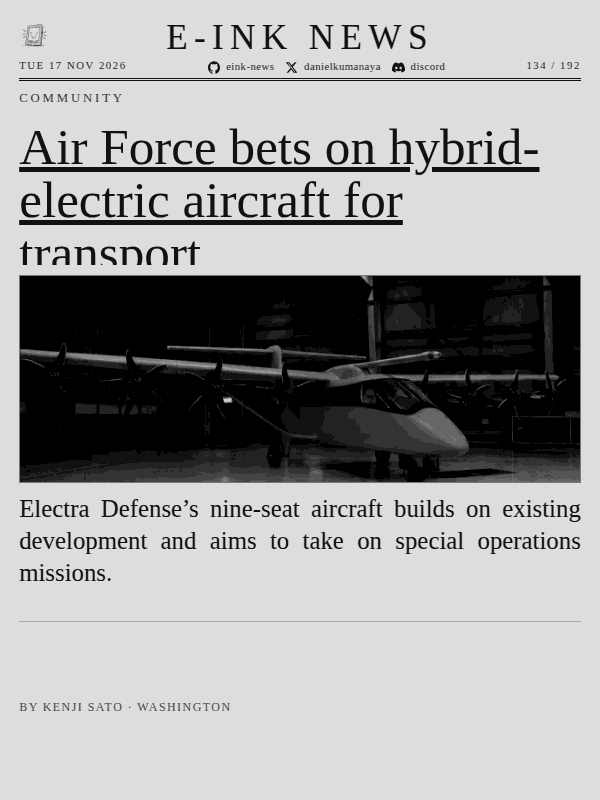 E-INK NEWS
TUE 17 NOV 2026
eink-news
danielkumanaya
discord
134 / 192
COMMUNITY
Air Force bets on hybrid-
electric aircraft for
transport
Electra Defense’s nine-seat aircraft builds on existing
development and aims to take on special operations
missions.
BY KENJI SATO · WASHINGTON